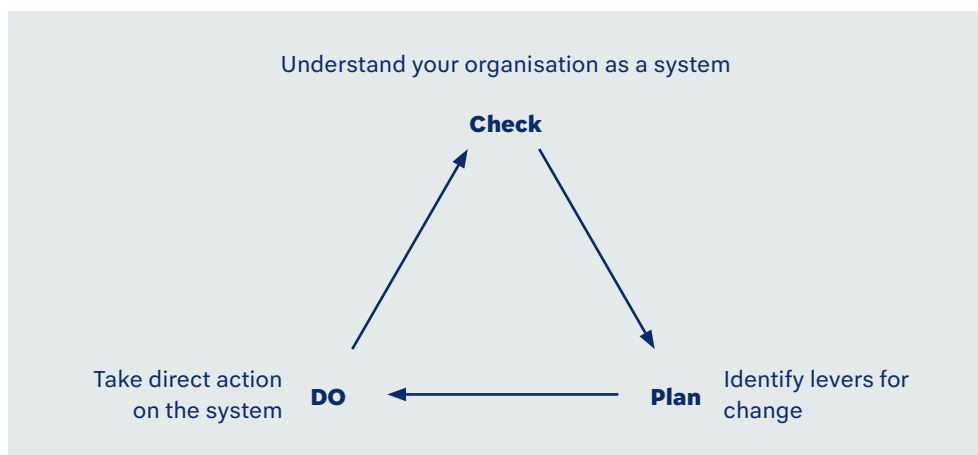 Understand your organisation as a system
Check
Take direct action
on the system
DO
Plan
Identify levers for
change